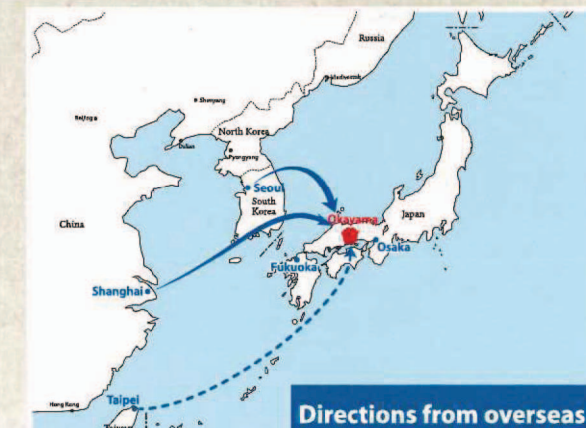 Russia
Vladivostok
Shenyang
Beijing
North Korea
Dalian
Pyongyang
Seoul
South
Korea
Okayama
Japan
China
Osaka
Fukuoka
Shanghai
Taipei
Hong Kong
Taiwan
Directions from overseas